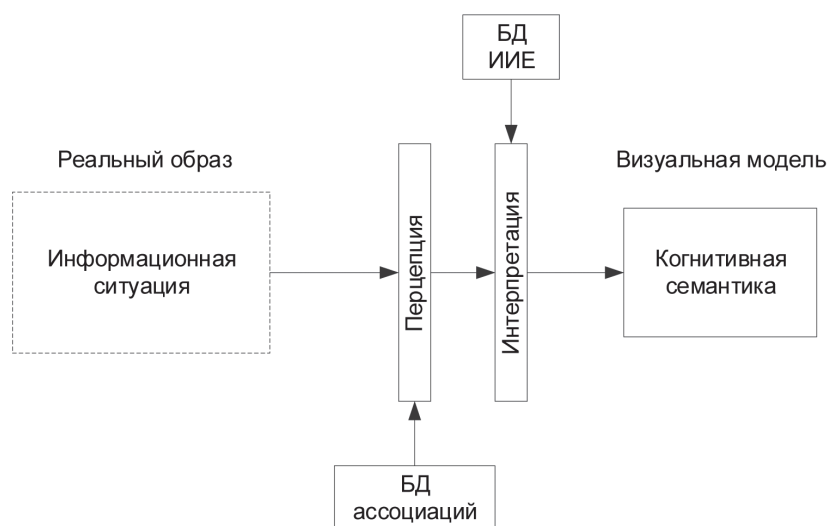 БД
ИИЕ
Реальный образ
Визуальная модель
Информационная
ситуация
Перцепция
Интерпретация
Когнитивная
семантика
БД
ассоциаций